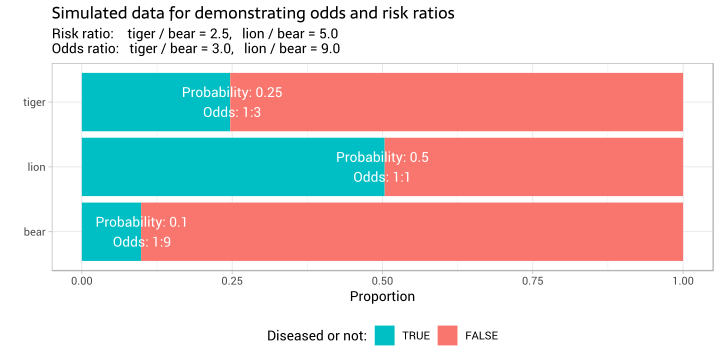 Simulated data for demonstrating odds and risk ratios
Risk ratio: tiger / bear = 2.5, lion / bear = 5.0
Odds ratio: tiger / bear = 3.0, lion / bear = 9.0
tiger
Probability: 0.25
Odds: 1:3
lion
Probability: 0.5
Odds: 1:1
bear
Probability: 0.1
Odds: 1:9
0.00 0.25 0.50 0.75 1.00
Proportion
Diseased or not: TRUE FALSE